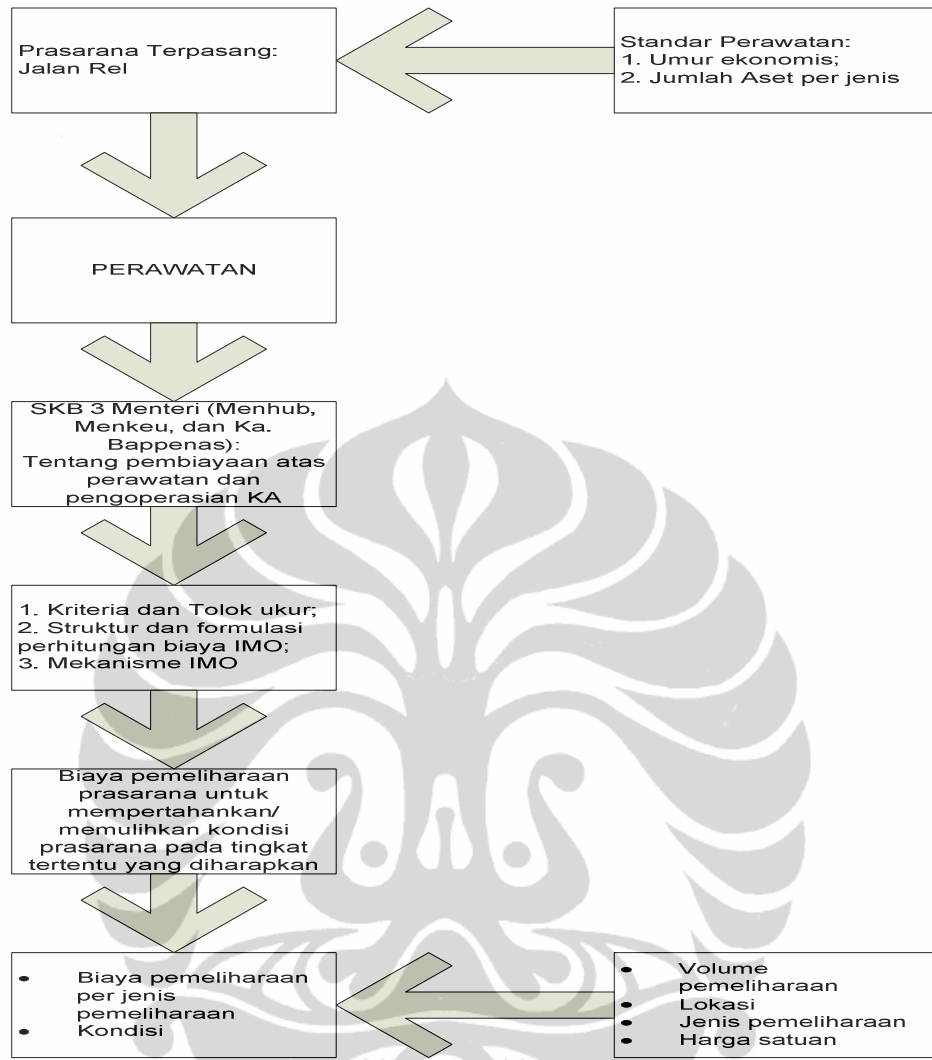 Prasarana Terpasang:
Jalan Rel
Standar Perawatan:
1. Umur ekonomis;
2. Jumlah Aset per jenis
PERAWATAN
SKB 3 Menteri (Menhub,
Menkeu, dan Ka.
Bappenas):
Tentang pembiayaan atas
perawatan dan
pengoperasian KA
1. Kriteria dan Tolok ukur;
2. Struktur dan formulasi
perhitungan biaya IMO;
3. Mekanisme IMO
Biaya pemeliharaan
prasarana untuk
mempertahankan/
memulihkan kondisi
prasarana pada tingkat
tertentu yang diharapkan
• Biaya pemeliharaan
per jenis
pemeliharaan
• Kondisi
• Volume
pemeliharaan
• Lokasi
• Jenis pemeliharaan
• Harga satuan